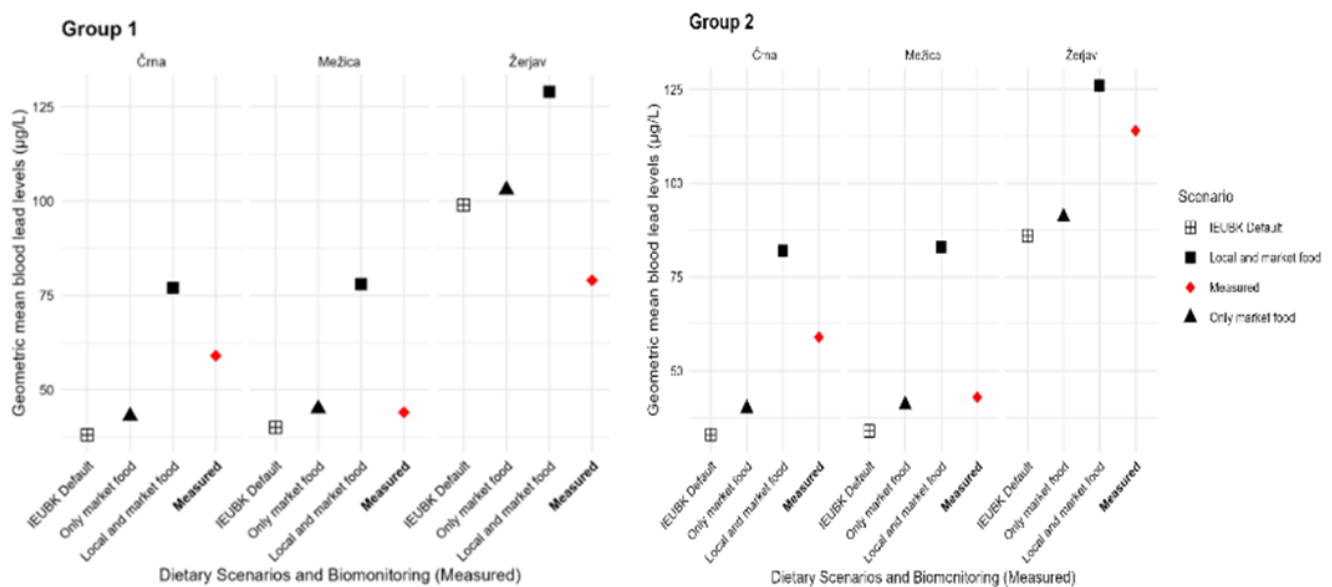 Group 1
Črna
Mežica
Žerjav
Geometric mean blood lead levels (µg/L)
125
100
75
50
IEUBK Default
Only market food
Local and market food
Measured
IEUBK Default
Only market food
Local and market food
Measured
IEUBK Default
Only market food
Local and market food
Measured
Dietary Scenarios and Biomonitoring (Measured)
Group 2
Črna
Mežica
Žerjav
Geometric mean blood lead levels (µg/L)
125
100
75
50
IEUBK Default
Only market food
Local and market food
Measured
IEUBK Default
Only market food
Local and market food
Measured
IEUBK Default
Only market food
Local and market food
Measured
Dietary Scenarios and Biomonitoring (Measured)
Scenario
IEUBK Default
Local and market food
Measured
Only market food